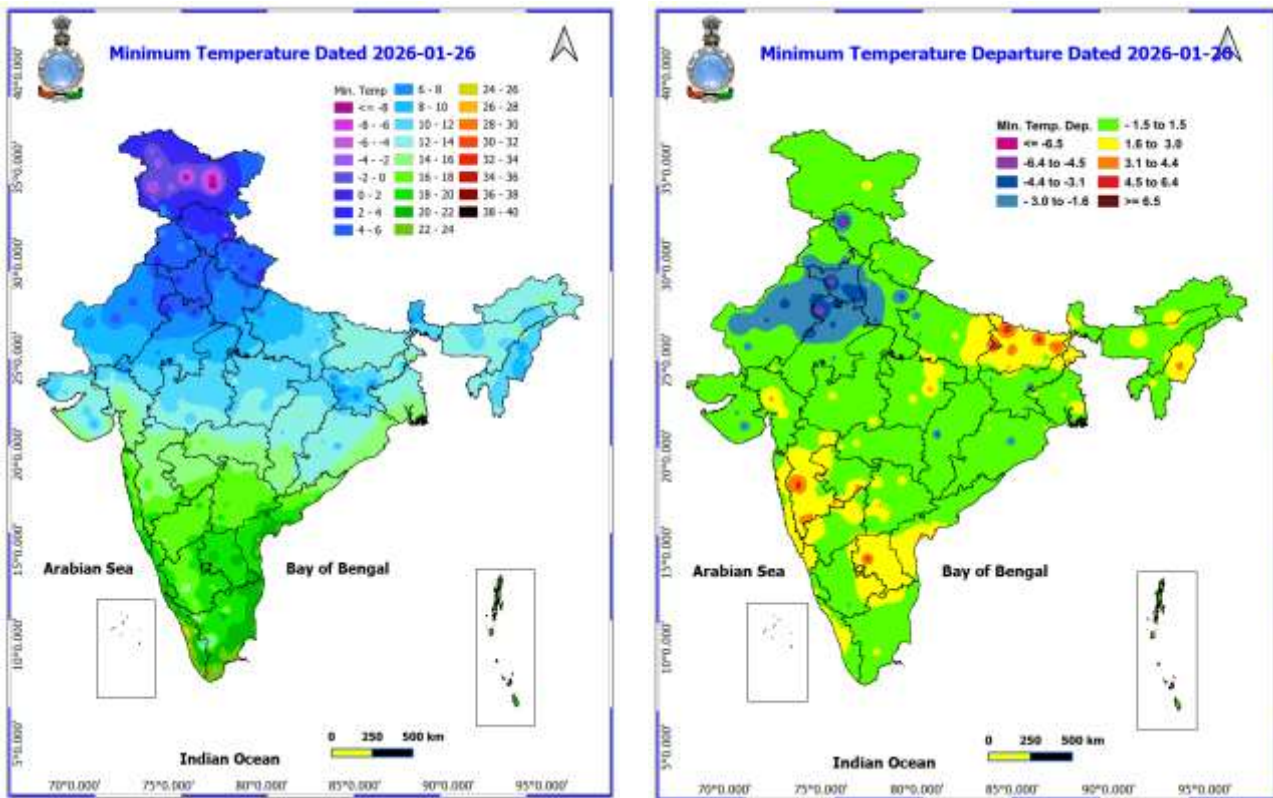 Minimum Temperature Dated 2026-01-26
Min. Temp
<= -8
-8 - -6
-6 - -4
-4 - -2
-2 - 0
0 - 2
2 - 4
4 - 6
6 - 8
8 - 10
10 - 12
12 - 14
14 - 16
16 - 18
18 - 20
20 - 22
22 - 24
24 - 26
26 - 28
28 - 30
30 - 32
32 - 34
34 - 36
36 - 38
38 - 40
40°0.000'
35°0.000'
30°0.000'
25°0.000'
20°0.000'
15°0.000'
10°0.000'
5°0.000'
Arabian Sea
Bay of Bengal
0 250 500 km
Indian Ocean
70°0.000' 75°0.000' 80°0.000' 85°0.000' 90°0.000' 95°0.000'
Minimum Temperature Departure Dated 2026-01-26
Min. Temp. Dep.
<= -6.5
-6.4 to -4.5
-4.4 to -3.1
- 3.0 to -1.6
- 1.5 to 1.5
1.6 to 3.0
3.1 to 4.4
4.5 to 6.4
>= 6.5
40°0.000'
35°0.000'
30°0.000'
25°0.000'
20°0.000'
15°0.000'
10°0.000'
5°0.000'
Arabian Sea
Bay of Bengal
0 250 500 km
Indian Ocean
70°0.000' 75°0.000' 80°0.000' 85°0.000' 90°0.000' 95°0.000'